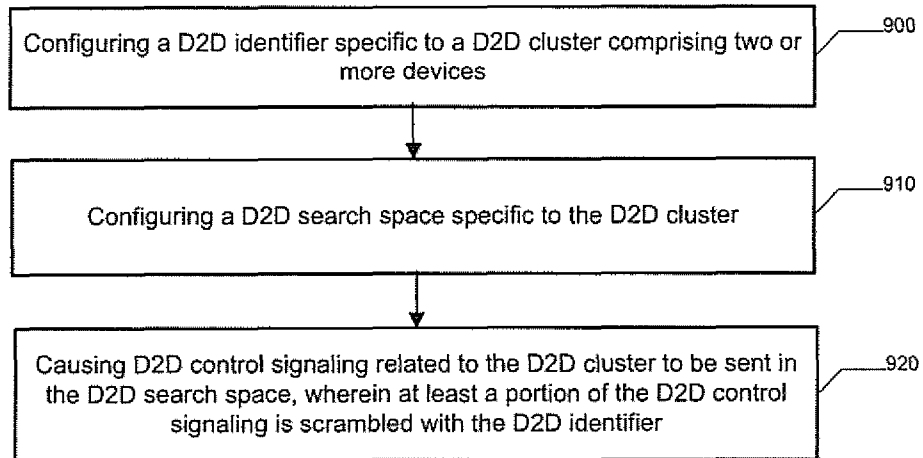 Configuring a D2D identifier specific to a D2D cluster comprising two or
more devices
900
Configuring a D2D search space specific to the D2D cluster
910
Causing D2D control signaling related to the D2D cluster to be sent in
the D2D search space, wherein at least a portion of the D2D control
signaling is scrambled with the D2D identifier
920